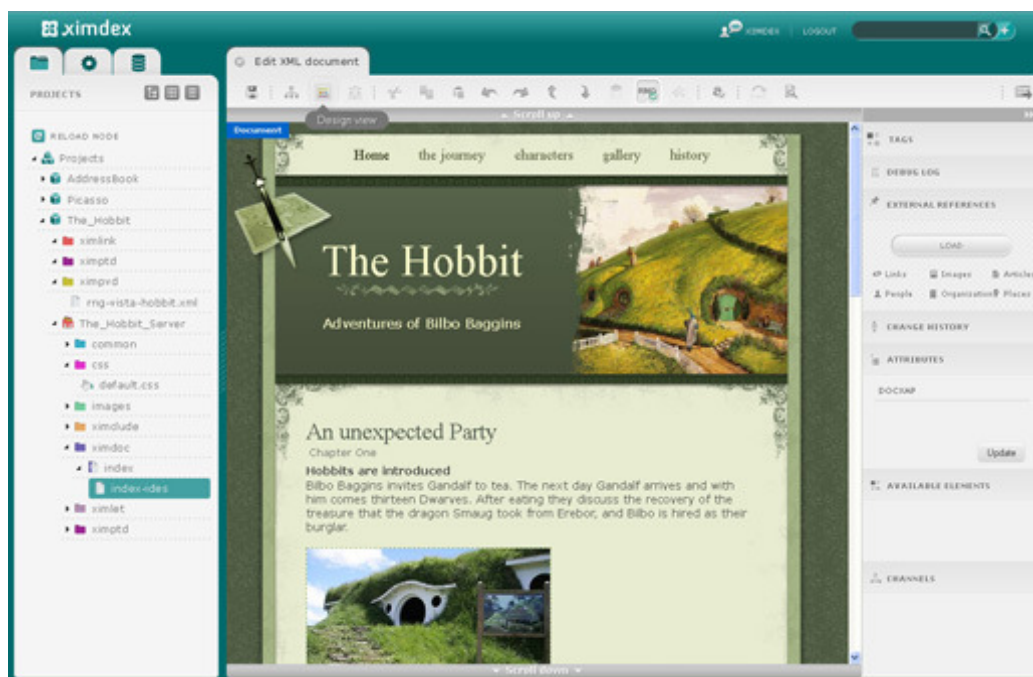 ximdex
XIMDEX | LOGOUT
Edit XML document
PROJECTS
Design view
Scroll up
RELOAD NODE
Projects
AddressBook
Picasso
The_Hobbit
ximlink
ximptd
ximpvd
rng-vista-hobbit.xml
The_Hobbit_Server
common
css
default.css
images
ximclude
ximdoc
index
index-ides
ximlet
ximptd
Document
Home the journey characters gallery history
The Hobbit
Adventures of Bilbo Baggins
An unexpected Party
Chapter One
Hobbits are introduced
Bilbo Baggins invites Gandalf to tea. The next day Gandalf arrives and with
him comes thirteen Dwarves. After eating they discuss the recovery of the
treasure that the dragon Smaug took from Erebor, and Bilbo is hired as their
burglar.
Scroll down
TAGS
DEBUG LOG
EXTERNAL REFERENCES
LOAD
Links Images Articles
People Organization Places
CHANGE HISTORY
ATTRIBUTES
DOCXAP
Update
AVAILABLE ELEMENTS
CHANNELS